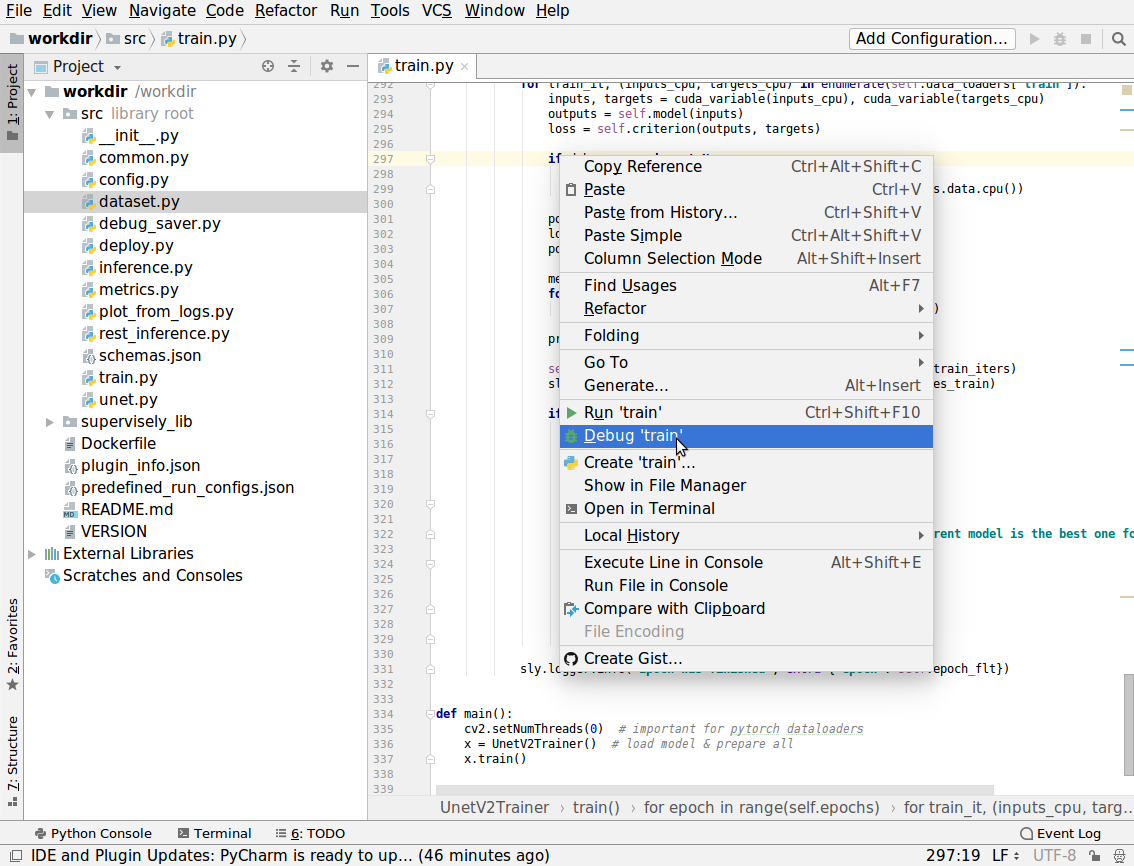 File Edit View Navigate Code Refactor Run Tools VCS Window Help
workdir src train.py Add Configuration...
1: Project
2: Favorites
7: Structure
Project
workdir /workdir
src library root
__init__.py
common.py
config.py
dataset.py
debug_saver.py
deploy.py
inference.py
metrics.py
plot_from_logs.py
rest_inference.py
schemas.json
train.py
unet.py
supervisely_lib
Dockerfile
plugin_info.json
predefined_run_configs.json
README.md
VERSION
External Libraries
Scratches and Consoles
train.py
292 for train_it, (inputs_cpu, targets_cpu) in enumerate(self.data_loaders['train']):
293 inputs, targets = cuda_variable(inputs_cpu), cuda_variable(targets_cpu)
294 outputs = self.model(inputs)
295 loss = self.criterion(outputs, targets)
296
297 if
298
299 s.data.cpu())
300
301 po
302 lo
303 po
304
305 me
306 fo
307 )
308
309 pr
310
311 se train_iters)
312 sl es_train)
313
314 if
315
316
317
318
319
320
321
322 rent model is the best one fo
323
324
325
326
327
328
329
330
331 sly.logger.info( epoch_flt})
332
333
334 def main():
335 cv2.setNumThreads(0) # important for pytorch dataloaders
336 x = UnetV2Trainer() # load model & prepare all
337 x.train()
338
339
Copy Reference Ctrl+Alt+Shift+C
Paste Ctrl+V
Paste from History... Ctrl+Shift+V
Paste Simple Ctrl+Alt+Shift+V
Column Selection Mode Alt+Shift+Insert
Find Usages Alt+F7
Refactor
Folding
Go To
Generate... Alt+Insert
Run 'train' Ctrl+Shift+F10
Debug 'train'
Create 'train'...
Show in File Manager
Open in Terminal
Local History
Execute Line in Console Alt+Shift+E
Run File in Console
Compare with Clipboard
File Encoding
Create Gist...
UnetV2Trainer › train() › for epoch in range(self.epochs) › for train_it, (inputs_cpu, targ...
Python Console Terminal 6: TODO Event Log
IDE and Plugin Updates: PyCharm is ready to up... (46 minutes ago) 297:19 LF UTF-8